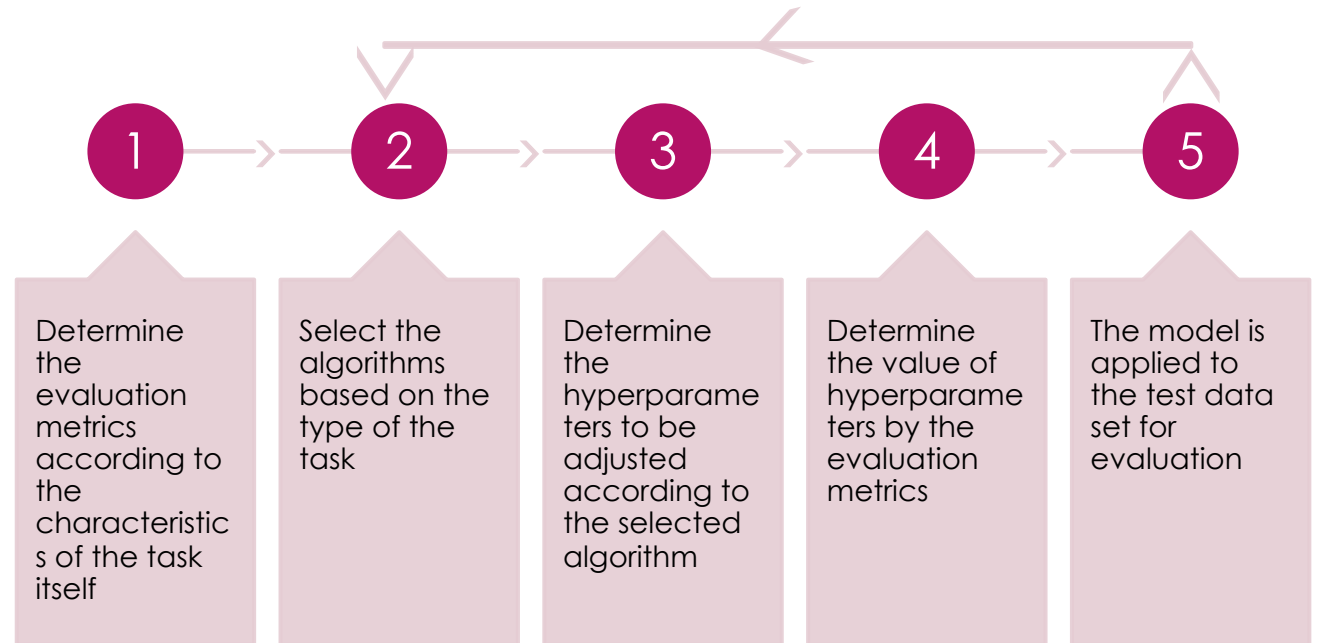 1
2
3
4
5
Determine
the
evaluation
metrics
according to
the
characteristic
s of the task
itself
Select the
algorithms
based on the
type of the
task
Determine
the
hyperparame
ters to be
adjusted
according to
the selected
algorithm
Determine
the value of
hyperparame
ters by the
evaluation
metrics
The model is
applied to
the test data
set for
evaluation